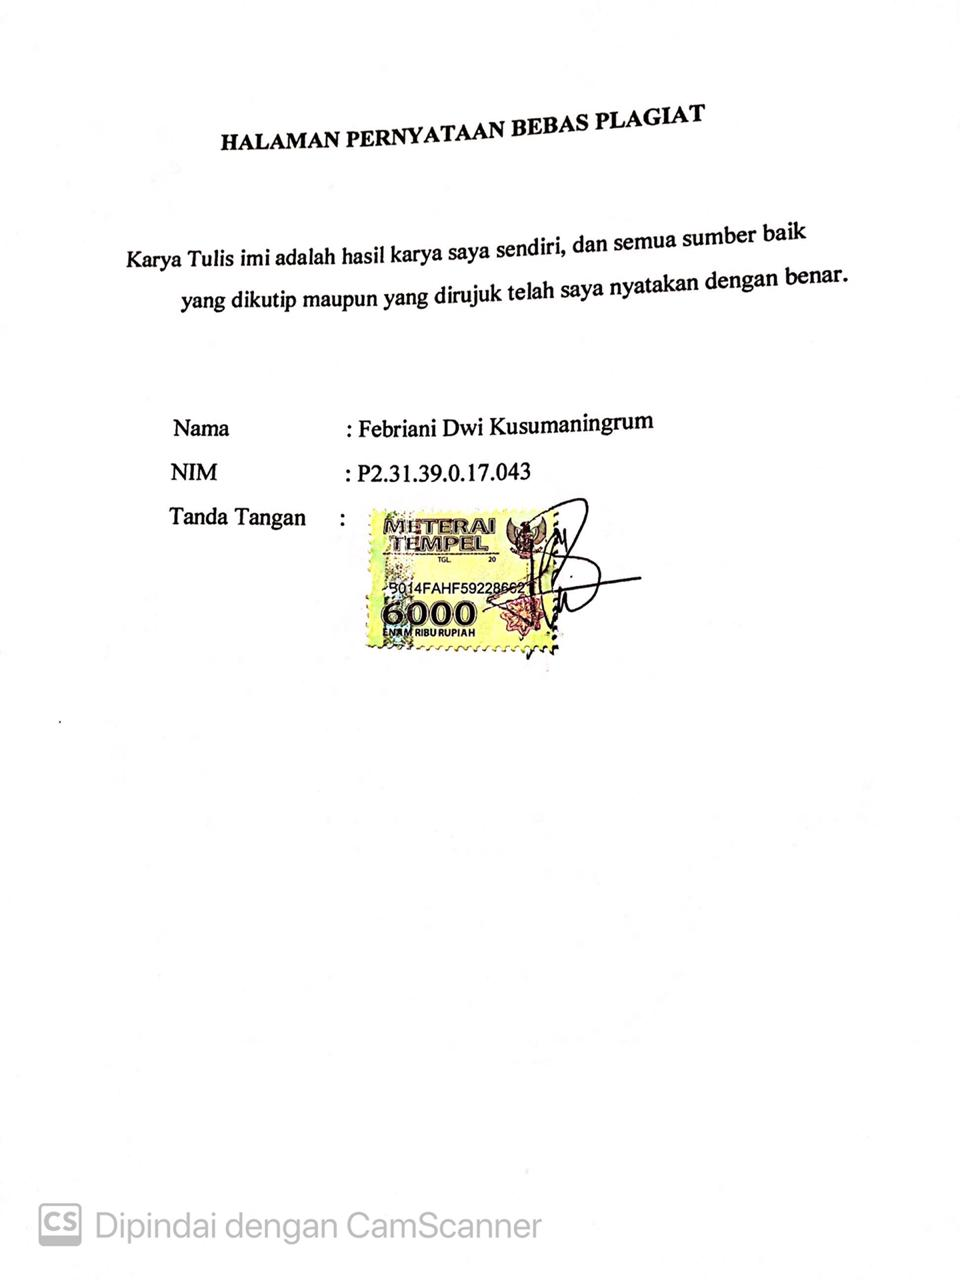 HALAMAN PERNYATAAN BEBAS PLAGIAT
Karya Tulis imi adalah hasil karya saya sendiri, dan semua sumber baik
yang dikutip maupun yang dirujuk telah saya nyatakan dengan benar.
Nama : Febriani Dwi Kusumaningrum
NIM : P2.31.39.0.17.043
Tanda Tangan :
METERAI
TEMPEL
TGL. 20
6000
ENAM RIBU RUPIAH
CS Dipindai dengan CamScanner